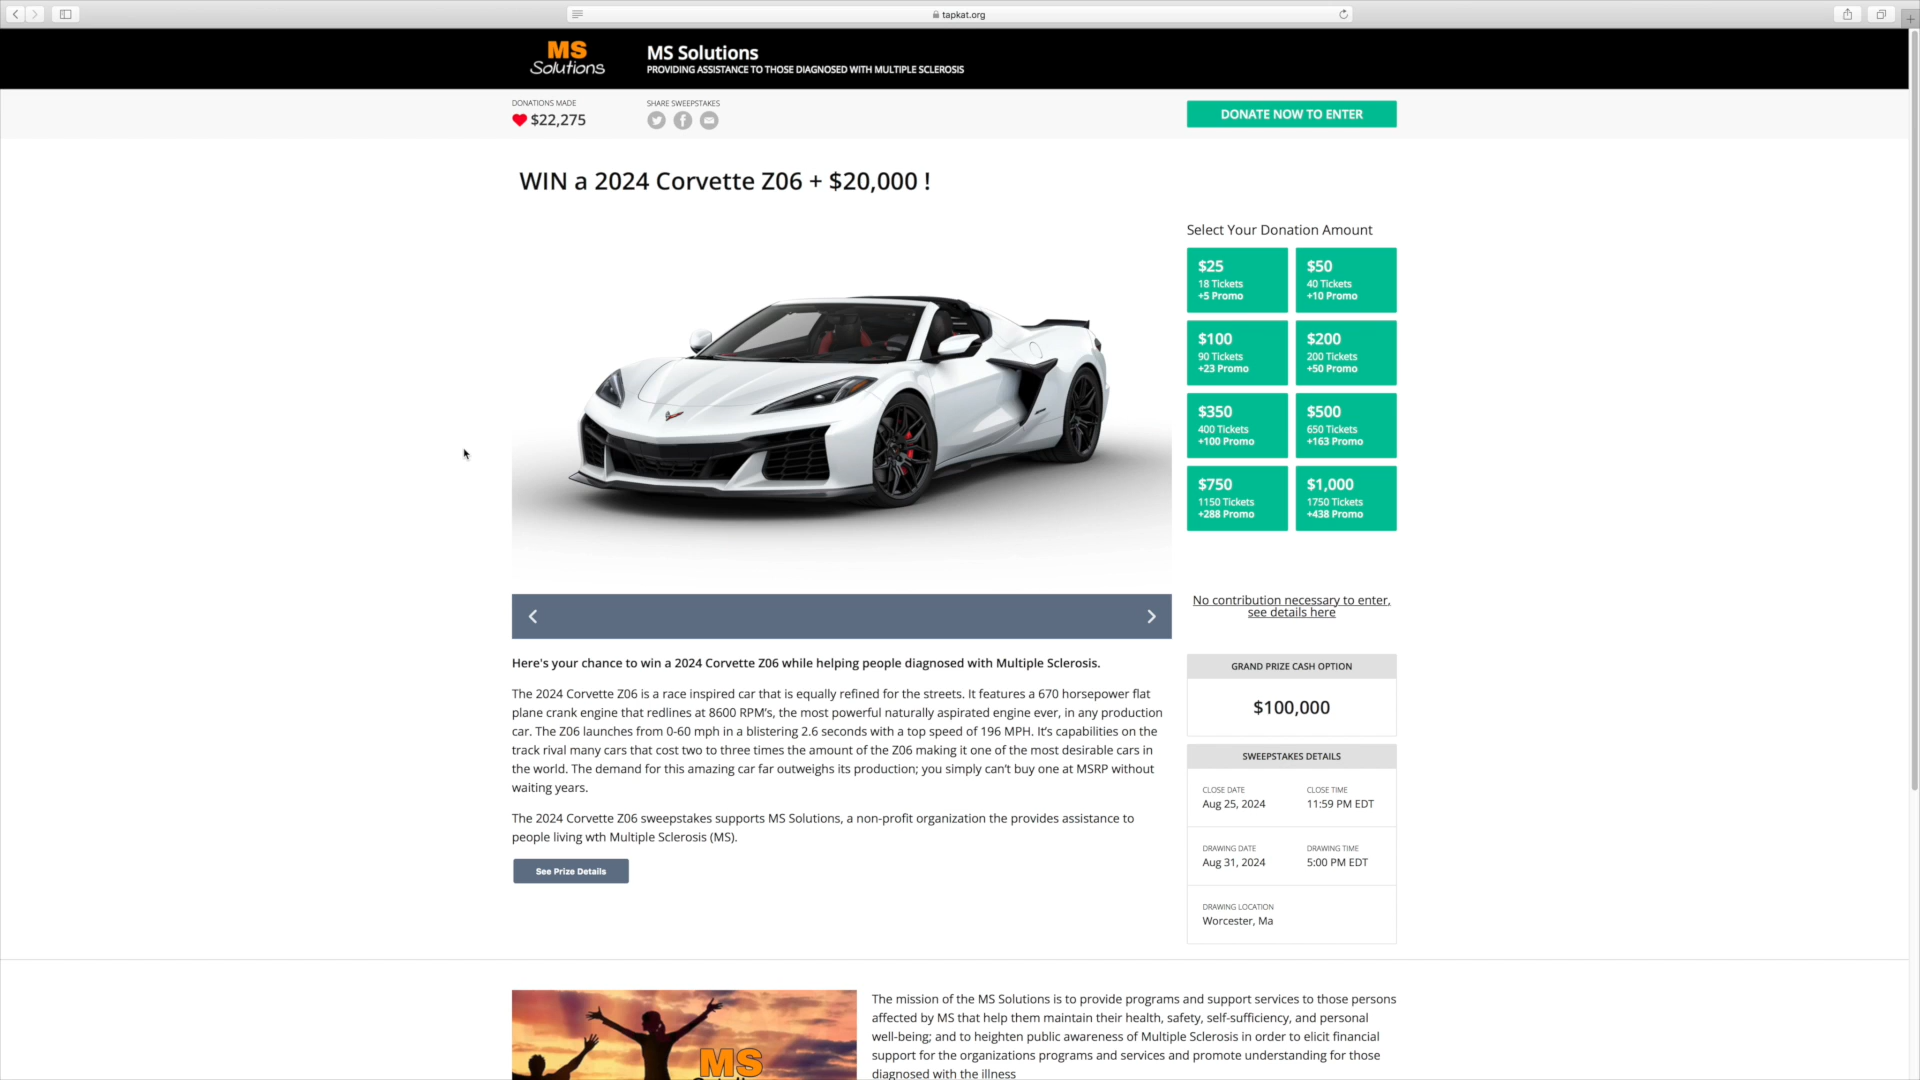 tapkat.org
MS
Solutions
MS Solutions
PROVIDING ASSISTANCE TO THOSE DIAGNOSED WITH MULTIPLE SCLEROSIS
DONATIONS MADE
$22,275
SHARE SWEEPSTAKES
DONATE NOW TO ENTER
WIN a 2024 Corvette Z06 + $20,000 !
Select Your Donation Amount
$25
18 Tickets
+5 Promo
$50
40 Tickets
+10 Promo
$100
90 Tickets
+23 Promo
$200
200 Tickets
+50 Promo
$350
400 Tickets
+100 Promo
$500
650 Tickets
+163 Promo
$750
1150 Tickets
+288 Promo
$1,000
1750 Tickets
+438 Promo
No contribution necessary to enter,
see details here
Here's your chance to win a 2024 Corvette Z06 while helping people diagnosed with Multiple Sclerosis.
The 2024 Corvette Z06 is a race inspired car that is equally refined for the streets. It features a 670 horsepower flat
plane crank engine that redlines at 8600 RPM's, the most powerful naturally aspirated engine ever, in any production
car. The Z06 launches from 0-60 mph in a blistering 2.6 seconds with a top speed of 196 MPH. It's capabilities on the
track rival many cars that cost two to three times the amount of the Z06 making it one of the most desirable cars in
the world. The demand for this amazing car far outweighs its production; you simply can't buy one at MSRP without
waiting years.
The 2024 Corvette Z06 sweepstakes supports MS Solutions, a non-profit organization the provides assistance to
people living wth Multiple Sclerosis (MS).
See Prize Details
GRAND PRIZE CASH OPTION
$100,000
SWEEPSTAKES DETAILS
CLOSE DATE
Aug 25, 2024
CLOSE TIME
11:59 PM EDT
DRAWING DATE
Aug 31, 2024
DRAWING TIME
5:00 PM EDT
DRAWING LOCATION
Worcester, Ma
MS
The mission of the MS Solutions is to provide programs and support services to those persons
affected by MS that help them maintain their health, safety, self-sufficiency, and personal
well-being; and to heighten public awareness of Multiple Sclerosis in order to elicit financial
support for the organizations programs and services and promote understanding for those
diagnosed with the illness